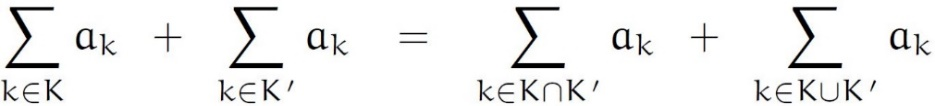 ∑_{k∈K} a_k + ∑_{k∈K′} a_k = ∑_{k∈K∩K′} a_k + ∑_{k∈K∪K′} a_k